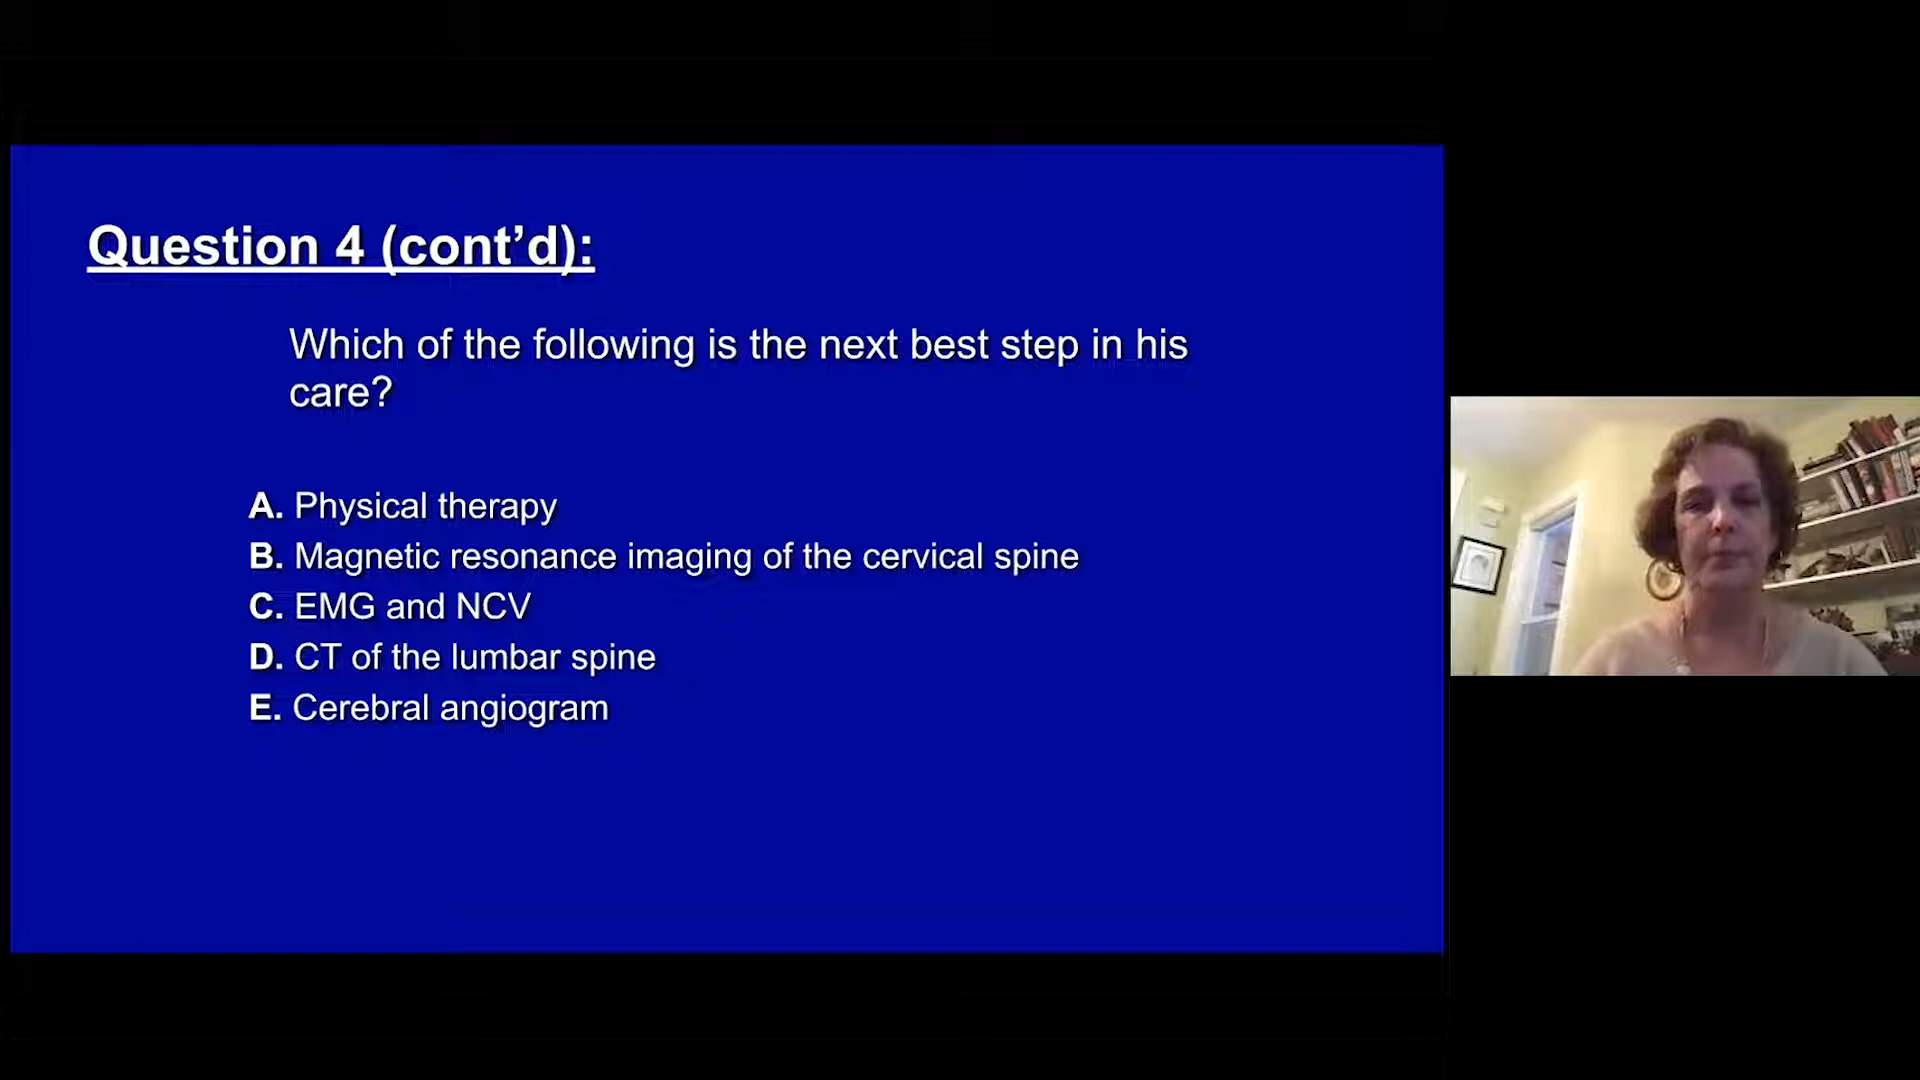 Question 4 (cont’d):
Which of the following is the next best step in his
care?
A. Physical therapy
B. Magnetic resonance imaging of the cervical spine
C. EMG and NCV
D. CT of the lumbar spine
E. Cerebral angiogram